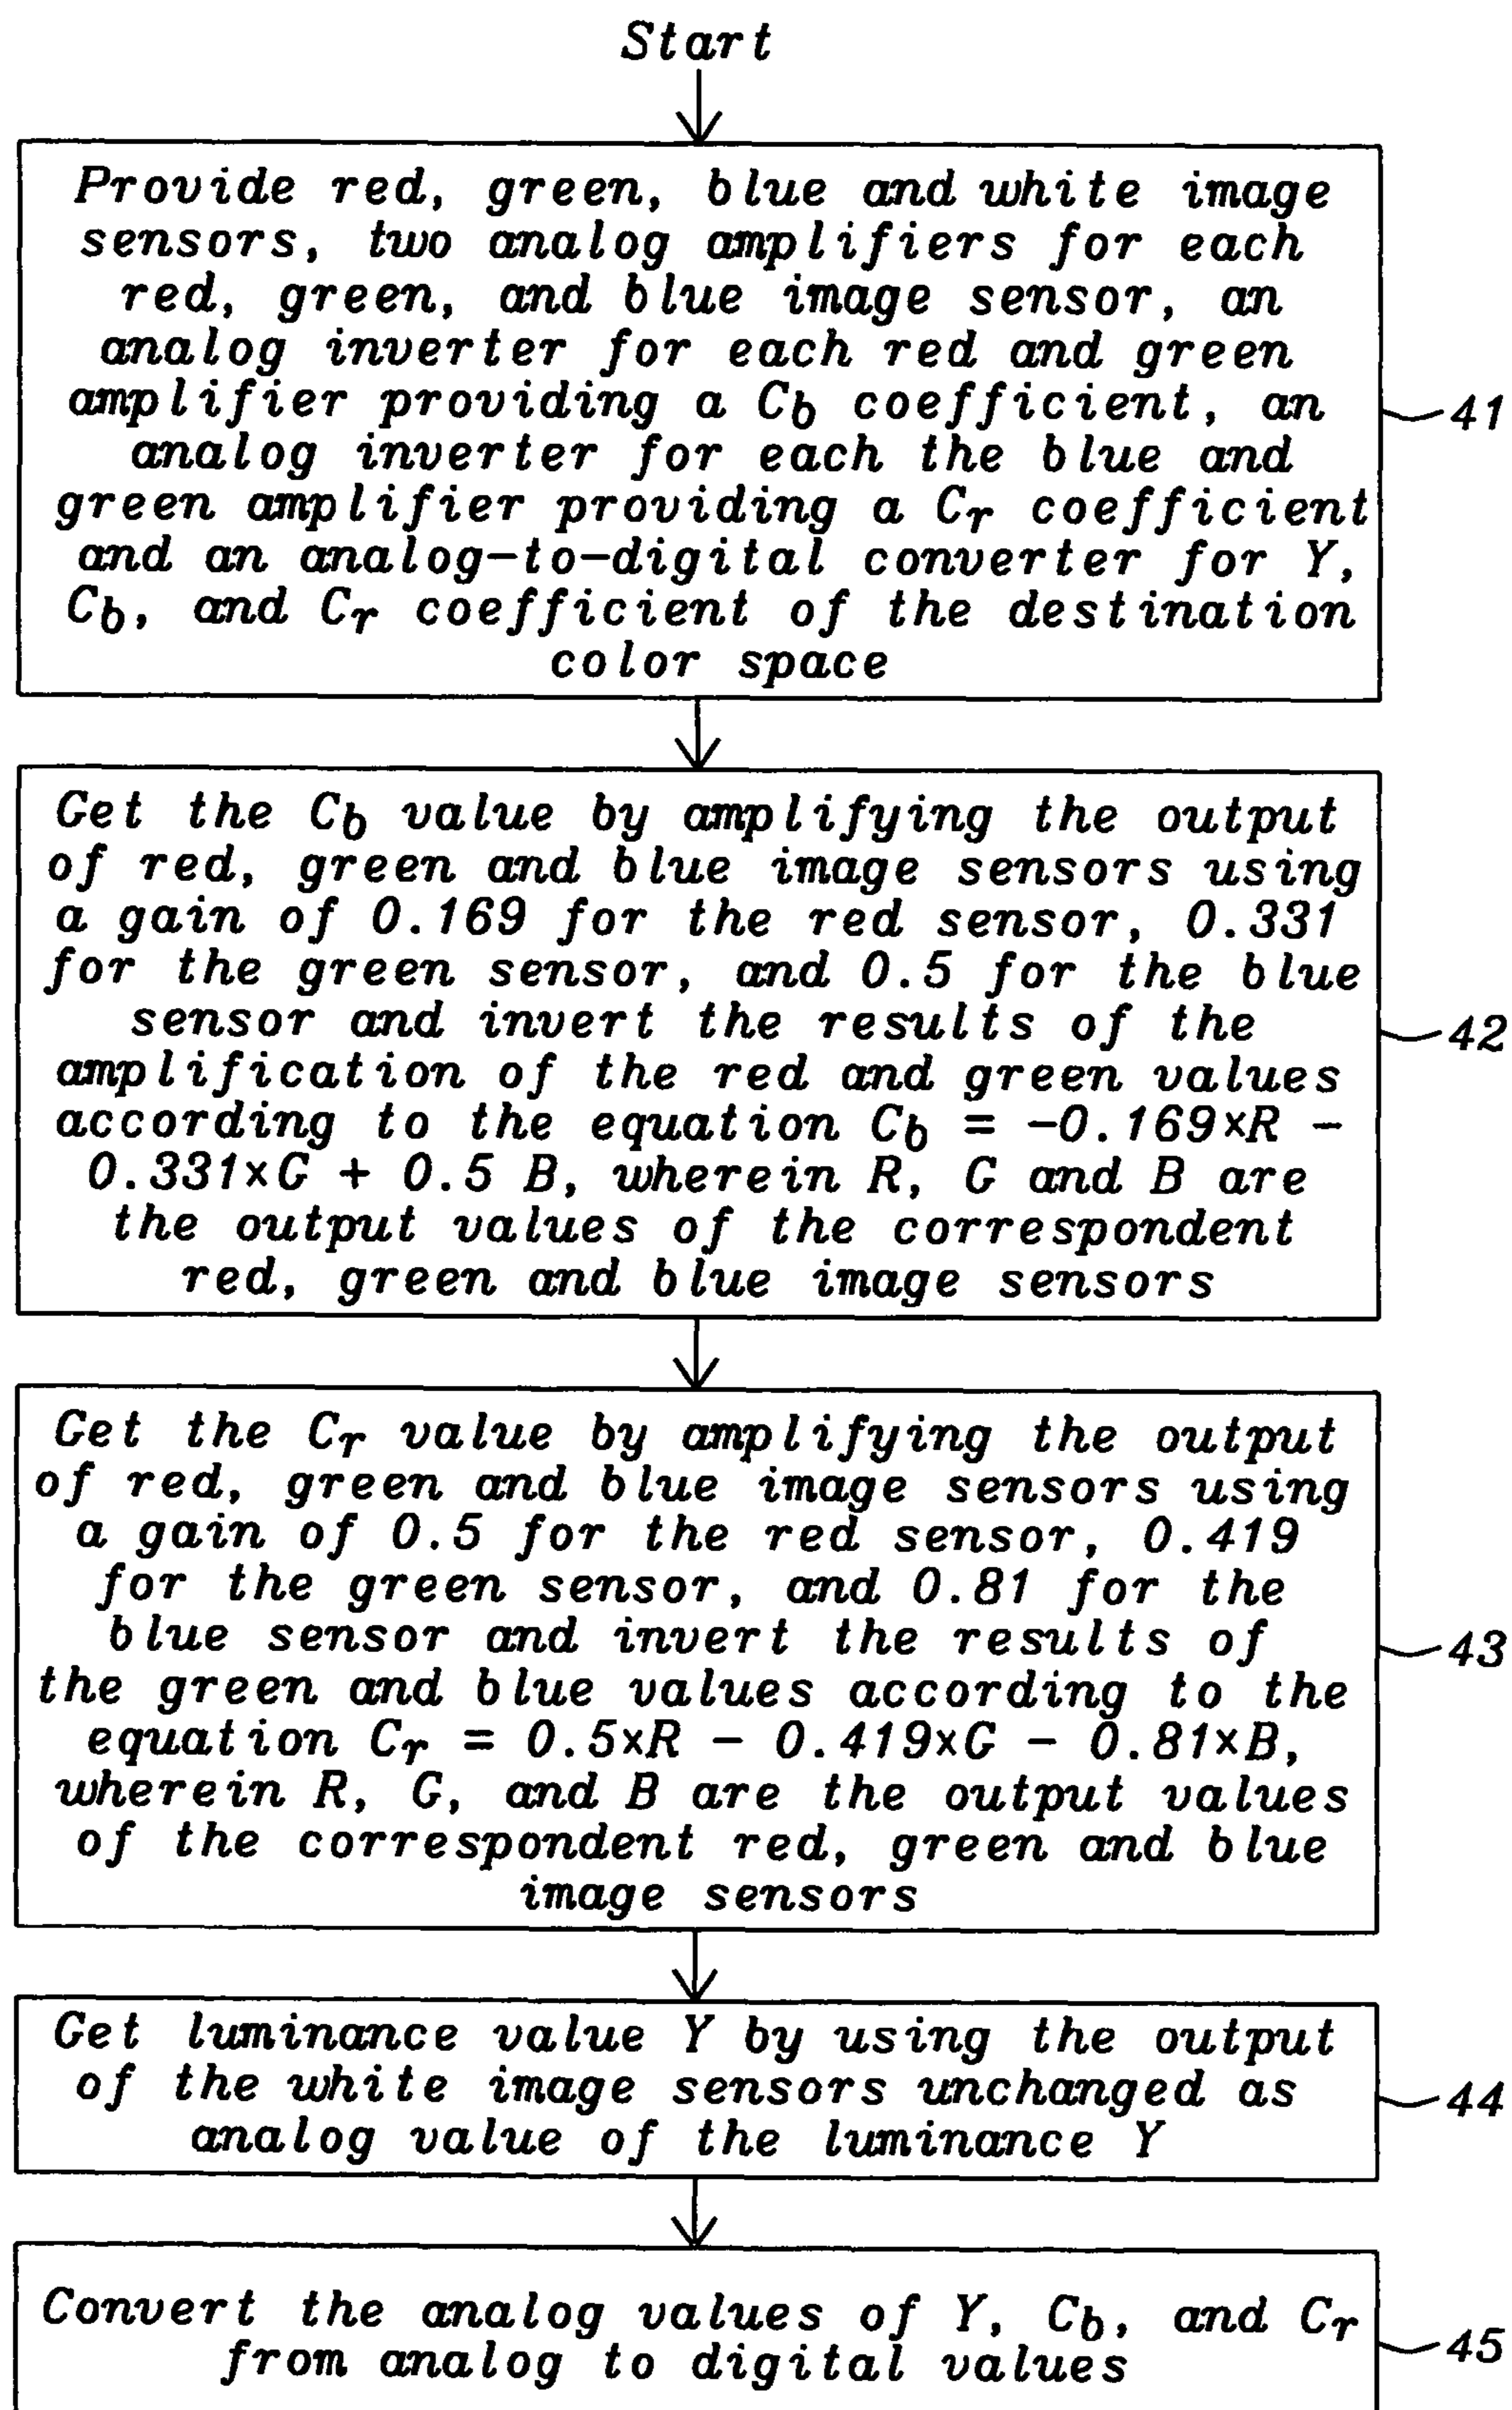 Start
Provide red, green, blue and white image
sensors, two analog amplifiers for each
red, green, and blue image sensor, an
analog inverter for each red and green
amplifier providing a Cb coefficient, an
analog inverter for each the blue and
green amplifier providing a Cr coefficient
and an analog-to-digital converter for Y,
Cb, and Cr coefficient of the destination
color space
41
Get the Cb value by amplifying the output
of red, green and blue image sensors using
a gain of 0.169 for the red sensor, 0.331
for the green sensor, and 0.5 for the blue
sensor and invert the results of the
amplification of the red and green values
according to the equation Cb = -0.169×R -
0.331×G + 0.5 B, wherein R, G and B are
the output values of the correspondent
red, green and blue image sensors
42
Get the Cr value by amplifying the output
of red, green and blue image sensors using
a gain of 0.5 for the red sensor, 0.419
for the green sensor, and 0.81 for the
blue sensor and invert the results of
the green and blue values according to the
equation Cr = 0.5×R - 0.419×G - 0.81×B,
wherein R, G, and B are the output values
of the correspondent red, green and blue
image sensors
43
Get luminance value Y by using the output
of the white image sensors unchanged as
analog value of the luminance Y
44
Convert the analog values of Y, Cb, and Cr
from analog to digital values
45